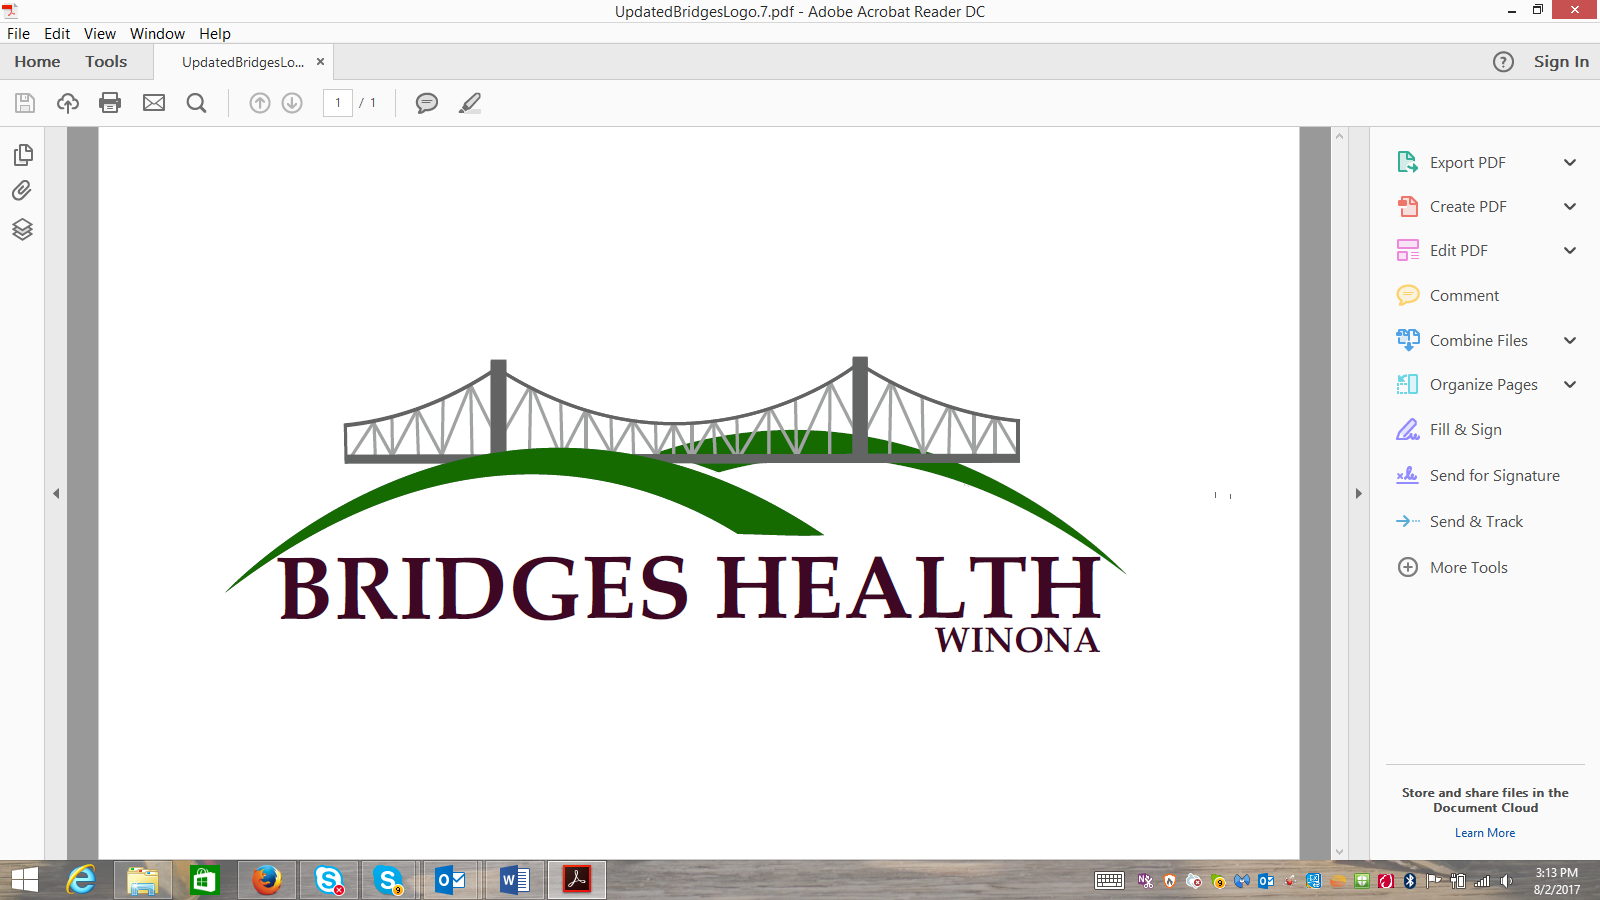 UpdatedBridgesLogo.7.pdf - Adobe Acrobat Reader DC
File Edit View Window Help
Home Tools UpdatedBridgesLo... × ? Sign In
1 / 1
Export PDF
Create PDF
Edit PDF
Comment
Combine Files
Organize Pages
Fill & Sign
Send for Signature
Send & Track
More Tools
BRIDGES HEALTH
WINONA
Store and share files in the
Document Cloud
Learn More
3:13 PM
8/2/2017